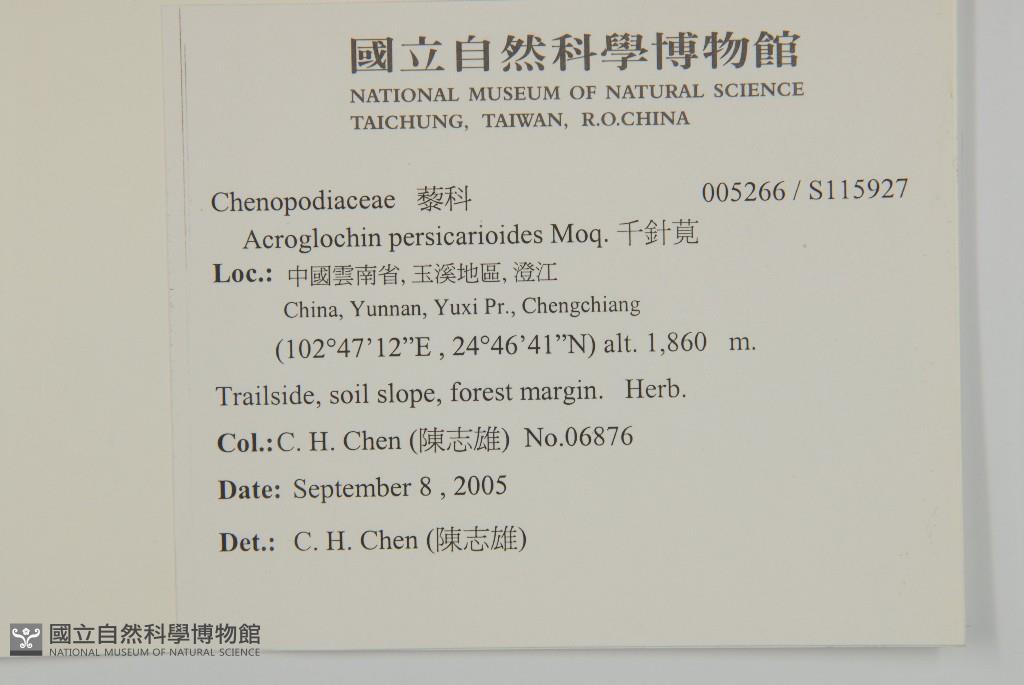 國立自然科學博物館
NATIONAL MUSEUM OF NATURAL SCIENCE
TAICHUNG, TAIWAN, R.O.CHINA
Chenopodiaceae 藜科 005266 / S115927
Acroglochin persicarioides Moq. 千針莧
Loc.: 中國雲南省, 玉溪地區, 澄江
China, Yunnan, Yuxi Pr., Chengchiang
(102°47’12”E , 24°46’41”N) alt. 1,860 m.
Trailside, soil slope, forest margin. Herb.
Col.: C. H. Chen (陳志雄) No.06876
Date: September 8 , 2005
Det.: C. H. Chen (陳志雄)
國立自然科學博物館
NATIONAL MUSEUM OF NATURAL SCIENCE